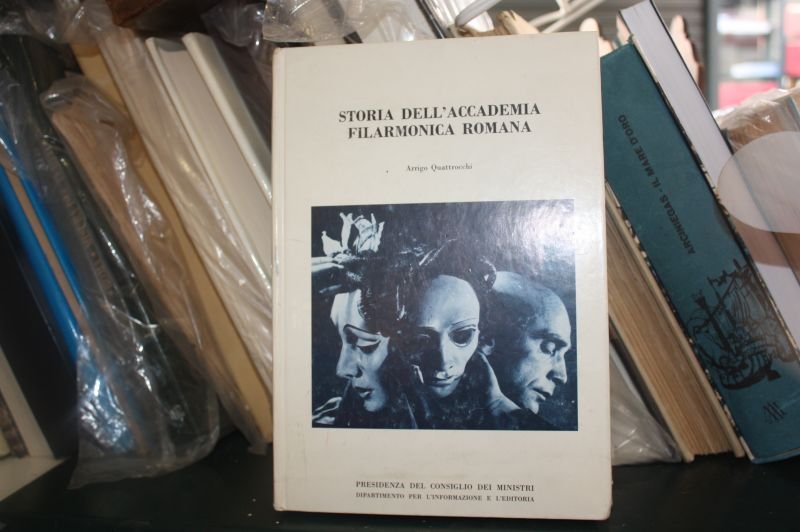 STORIA DELL'ACCADEMIA
FILARMONICA ROMANA
Arrigo Quattrocchi
PRESIDENZA DEL CONSIGLIO DEI MINISTRI
DIPARTIMENTO PER L'INFORMAZIONE E L'EDITORIA
ARCINIEGAS - IL MARE D'ORO